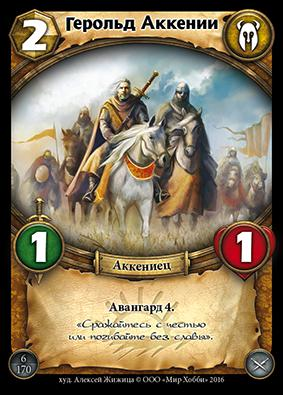 2
Герольд Аккении
1
1
Аккениец
Авангард 4.
«Сражайтесь с честью
или погибайте без славы».
6
170
худ. Алексей Жижица © ООО «Мир Хобби» 2016